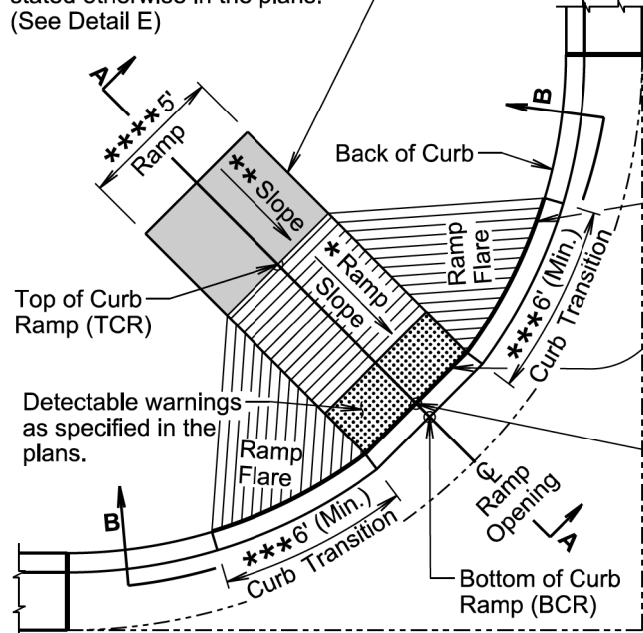 stated otherwise in the plans.
(See Detail E)
A
****5'
Ramp
** Slope
Back of Curb
B
* Ramp
Slope
Ramp
Flare
***6' (Min.)
Curb Transition
Top of Curb
Ramp (TCR)
Detectable warnings
as specified in the
plans.
Ramp
Flare
B
***6' (Min.)
Curb Transition
℄
Ramp
Opening
A
Bottom of Curb
Ramp (BCR)